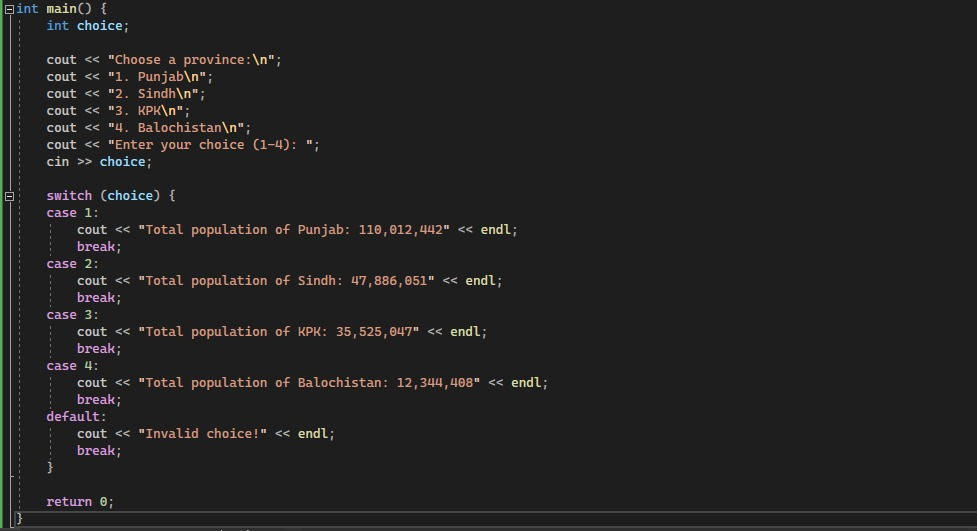 int main() {
    int choice;

    cout << "Choose a province:\n";
    cout << "1. Punjab\n";
    cout << "2. Sindh\n";
    cout << "3. KPK\n";
    cout << "4. Balochistan\n";
    cout << "Enter your choice (1-4): ";
    cin >> choice;

    switch (choice) {
    case 1:
        cout << "Total population of Punjab: 110,012,442" << endl;
        break;
    case 2:
        cout << "Total population of Sindh: 47,886,051" << endl;
        break;
    case 3:
        cout << "Total population of KPK: 35,525,047" << endl;
        break;
    case 4:
        cout << "Total population of Balochistan: 12,344,408" << endl;
        break;
    default:
        cout << "Invalid choice!" << endl;
        break;
    }

    return 0;
}